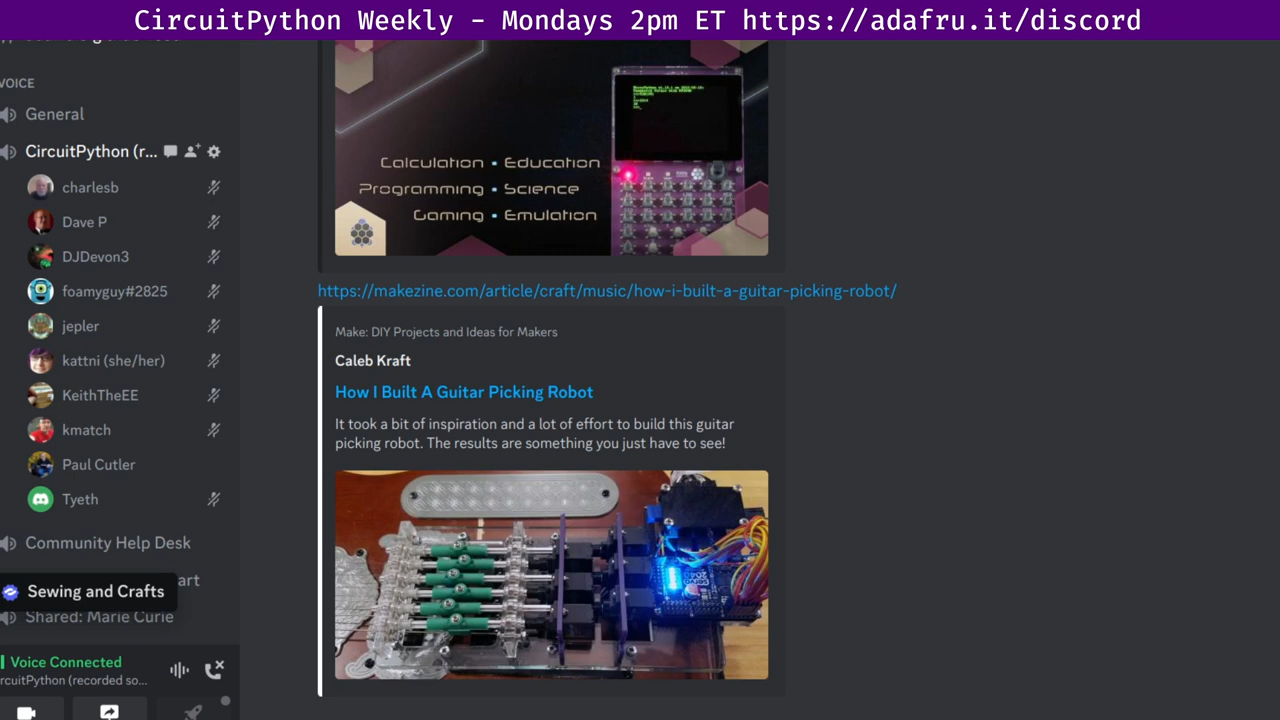 CircuitPython Weekly - Mondays 2pm ET https://adafru.it/discord
VOICE
General
CircuitPython (r...
charlesb
Dave P
DJDevon3
foamyguy#2825
jepler
kattni (she/her)
KeithTheEE
kmatch
Paul Cutler
Tyeth
Community Help Desk
art
Sewing and Crafts
Shared: Marie Curie
Voice Connected
rcuitPython (recorded so...
Calculation • Education
Programming • Science
Gaming • Emulation
https://makezine.com/article/craft/music/how-i-built-a-guitar-picking-robot/
Make: DIY Projects and Ideas for Makers
Caleb Kraft
How I Built A Guitar Picking Robot
It took a bit of inspiration and a lot of effort to build this guitar
picking robot. The results are something you just have to see!